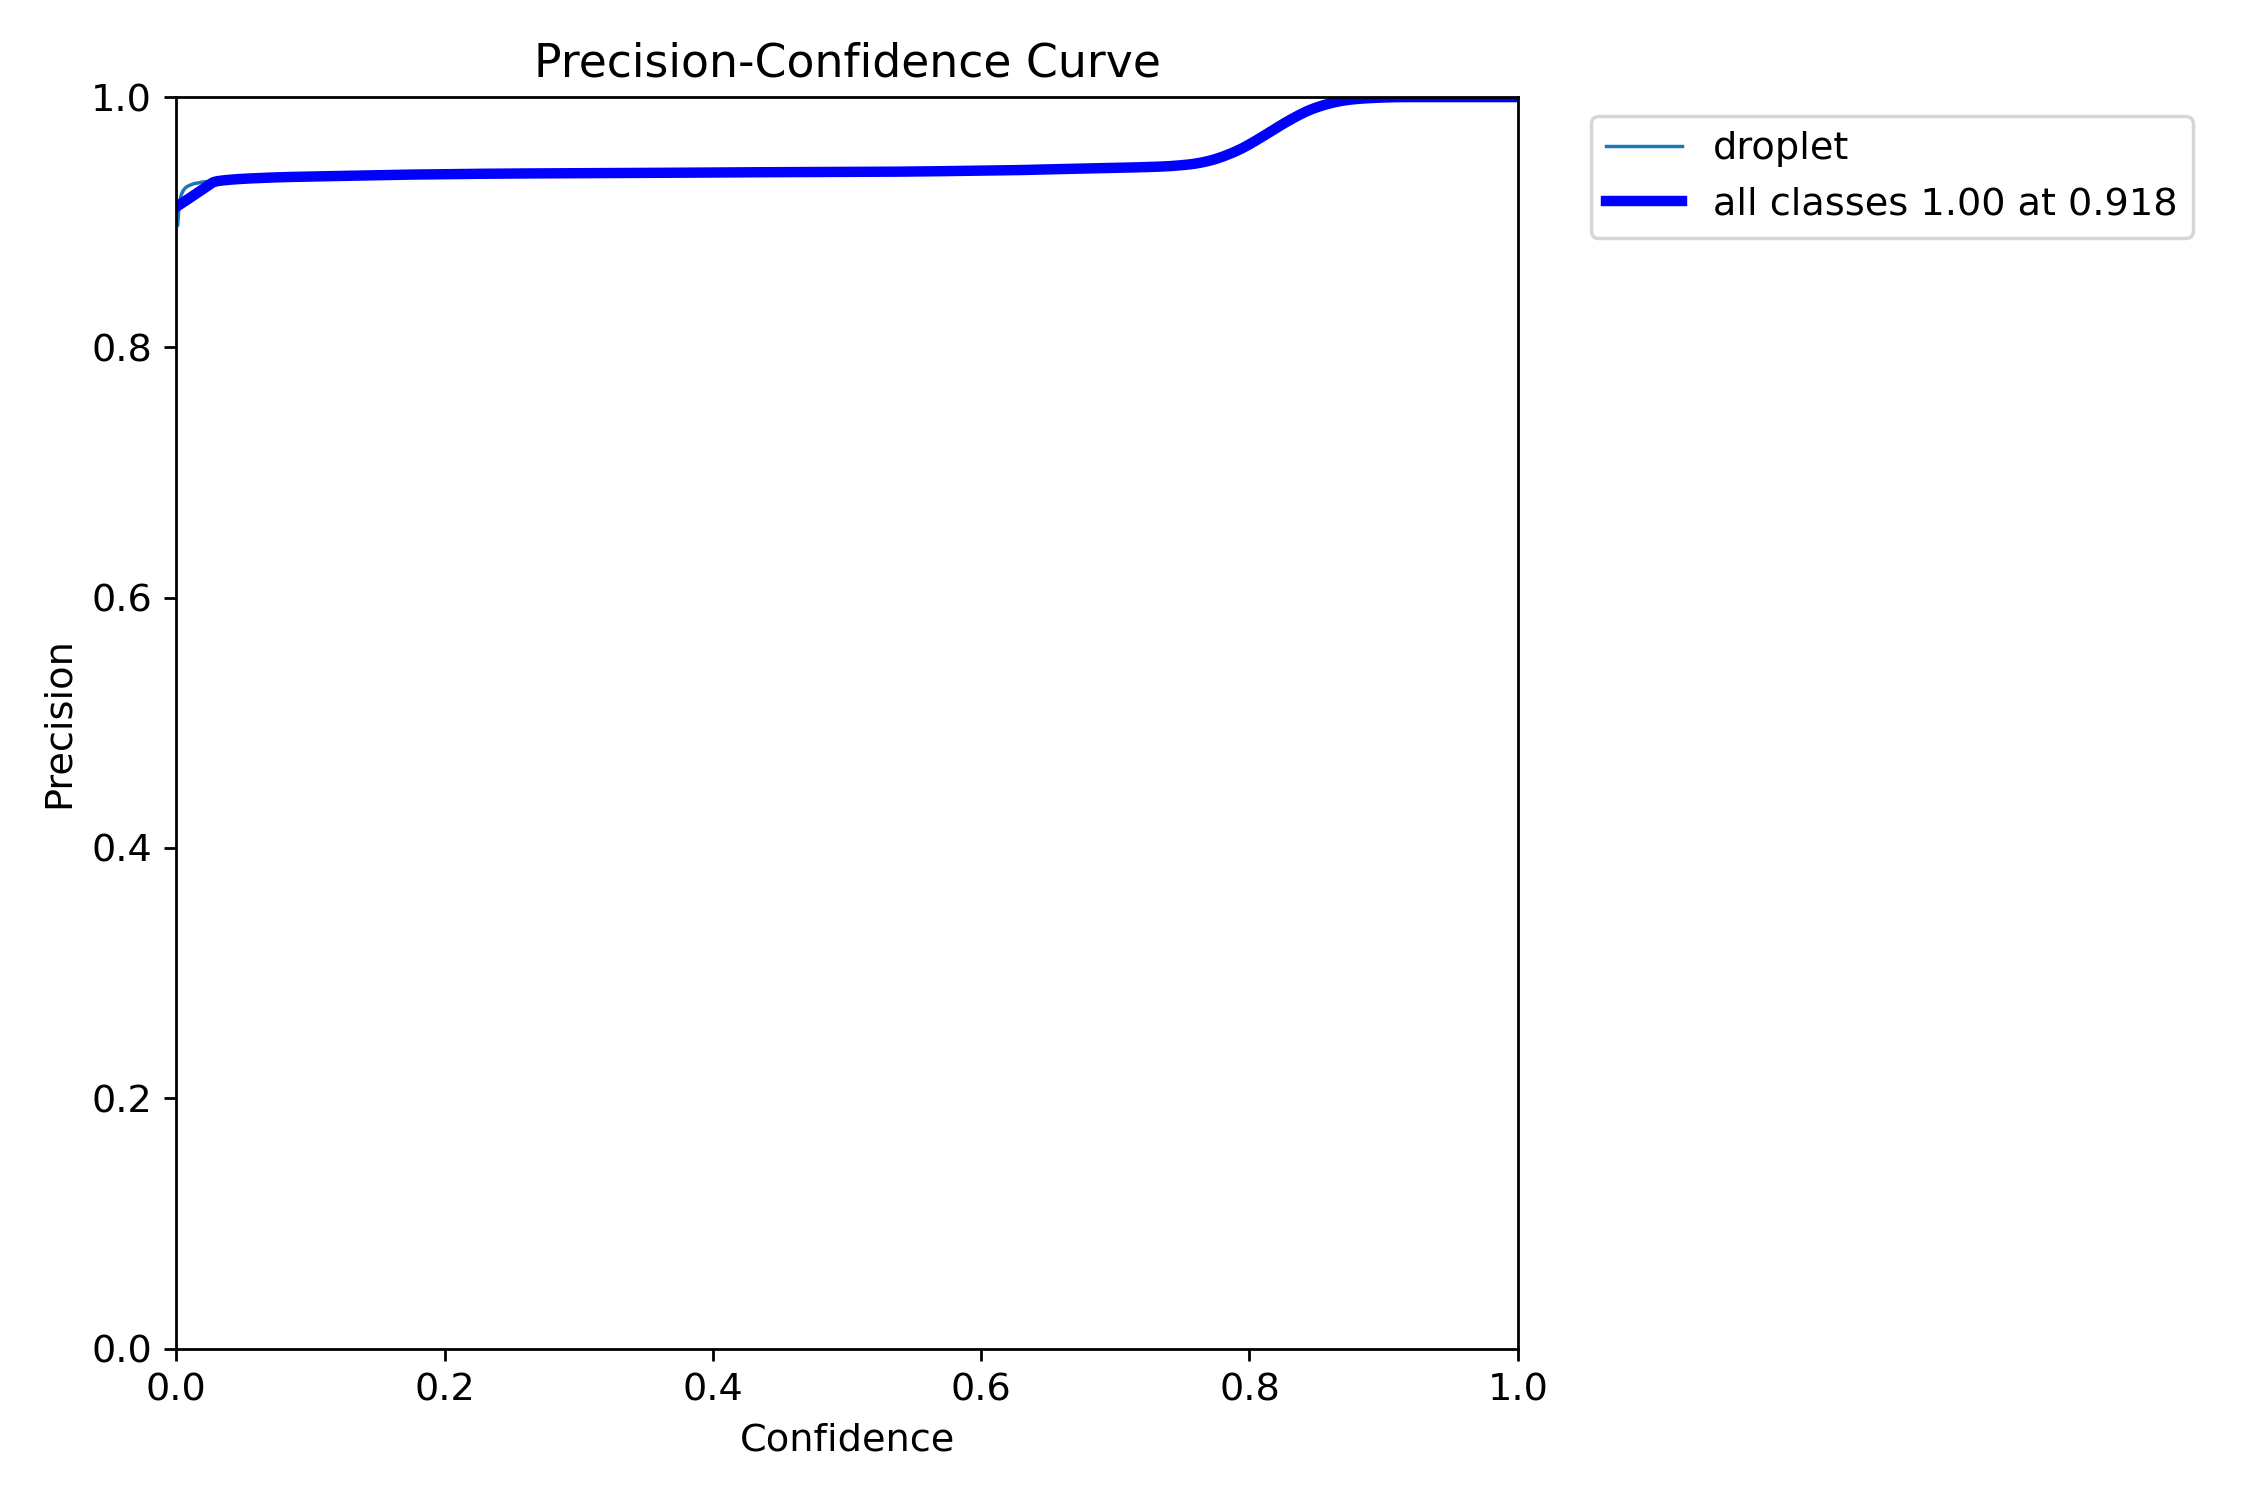 Precision-Confidence Curve
1.0
0.8
0.6
0.4
0.2
0.0
Precision
0.0 0.2 0.4 0.6 0.8 1.0
Confidence
droplet
all classes 1.00 at 0.918